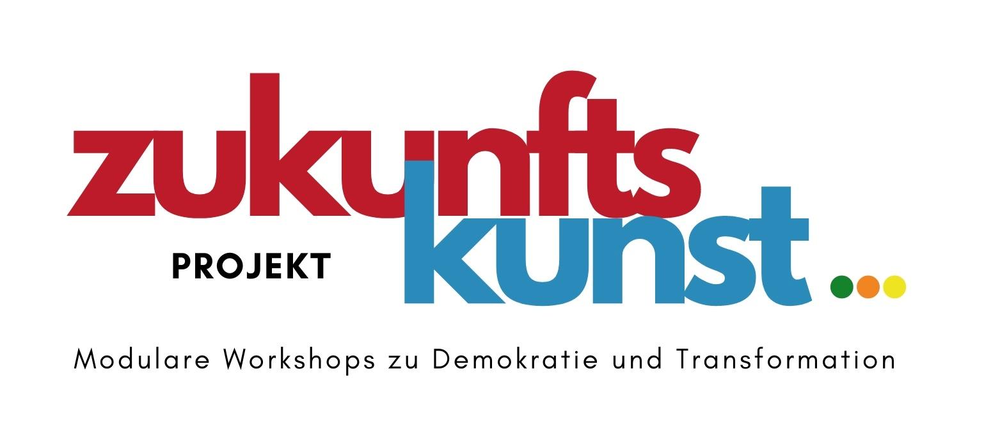 zukunfts
PROJEKT kunst ...
Modulare Workshops zu Demokratie und Transformation